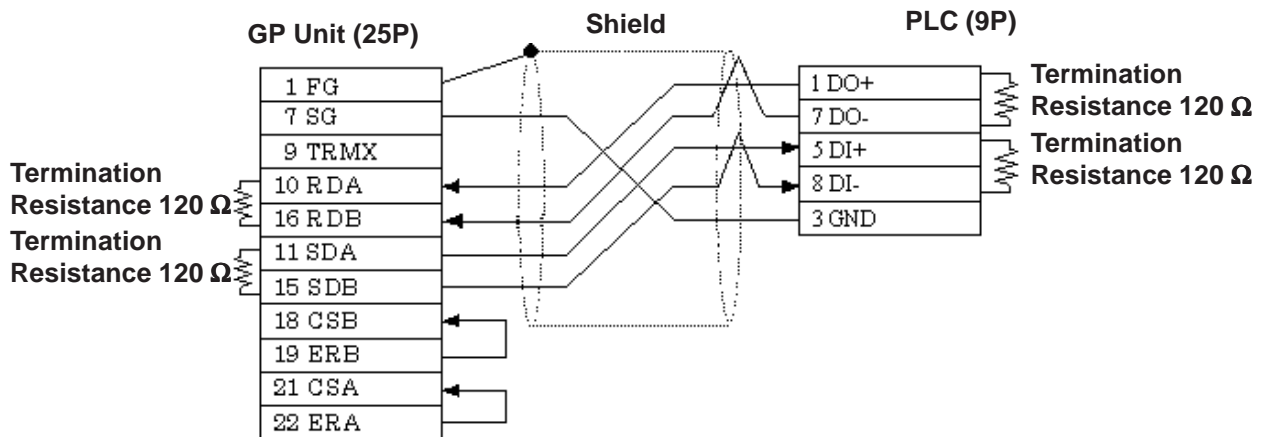 GP Unit (25P)
Shield
PLC (9P)
1 FG
7 SG
9 TRMX
10 RDA
16 RDB
11 SDA
15 SDB
18 CSB
19 ERB
21 CSA
22 ERA
Termination
Resistance 120 Ω
Termination
Resistance 120 Ω
1 DO+
7 DO-
5 DI+
8 DI-
3 GND
Termination
Resistance 120 Ω
Termination
Resistance 120 Ω